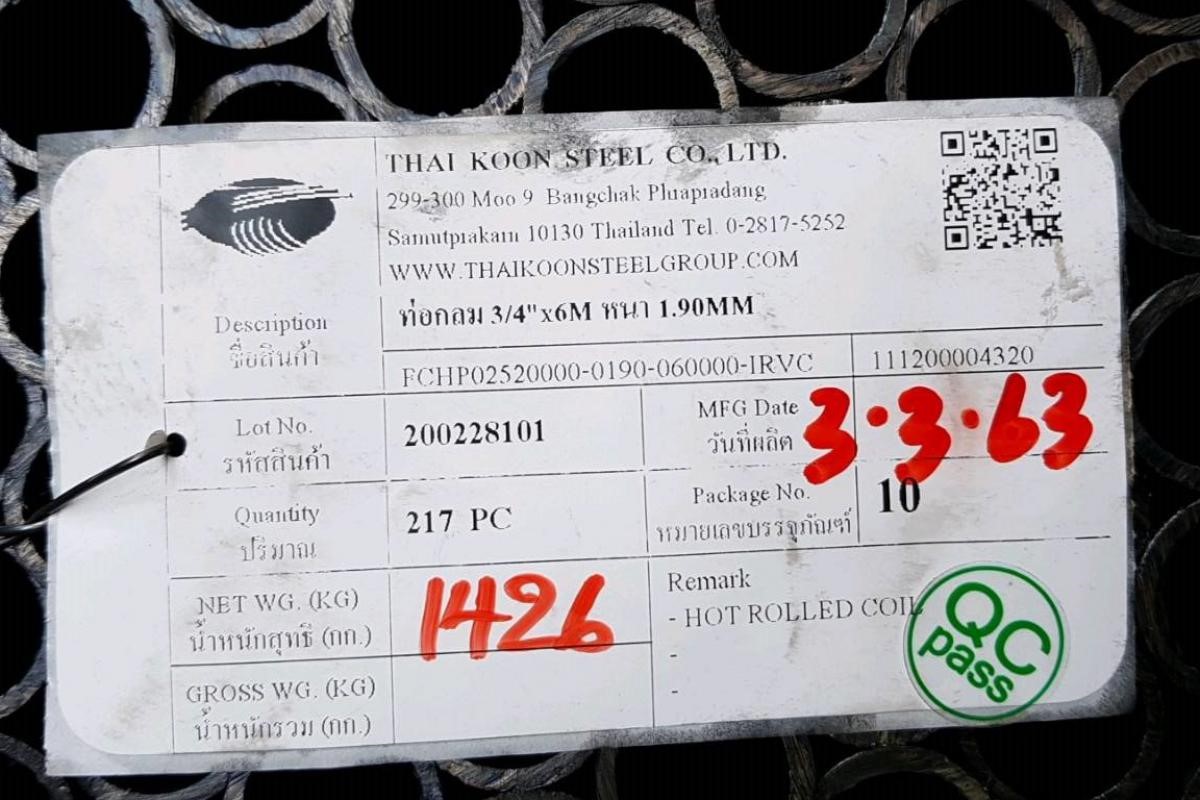 THAI KOON STEEL CO., LTD.
299-300 Moo 9 Bangchak Pluapradang
Samutprakarn 10130 Thailand Tel. 0-2817-5252
WWW.THAIKOONSTEELGROUP.COM
Description
ชื่อสินค้า
ท่อกลม 3/4"x6M หนา 1.90MM
FCHP02520000-0190-060000-IRVC 111200004320
Lot No.
รหัสสินค้า
200228101
MFG Date
วันที่ผลิต
3.3.63
Quantity
ปริมาณ
217 PC
Package No.
หมายเลขบรรจุภัณฑ์
10
NET WG. (KG)
น้ำหนักสุทธิ (กก.)
1426
Remark
- HOT ROLLED COIL
-
-
GROSS WG. (KG)
น้ำหนักรวม (กก.)
QC
pass